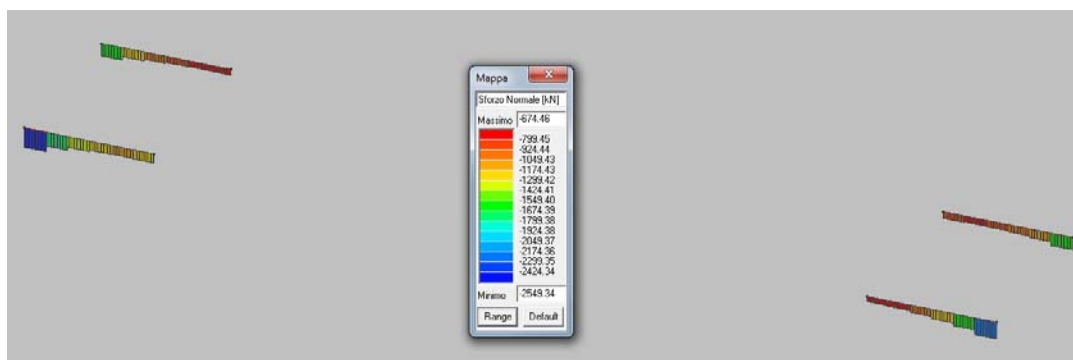 Mappa
Sforzo Normale [kN]
Massimo -674.46
-799.45
-924.44
-1049.43
-1174.43
-1299.42
-1424.41
-1549.40
-1674.39
-1799.38
-1924.38
-2049.37
-2174.36
-2299.35
-2424.34
Minimo -2549.34
Range Default